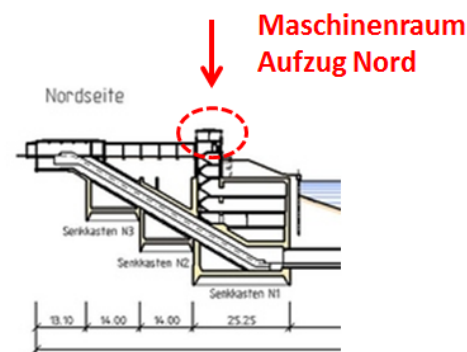 Maschinenraum
Aufzug Nord
Nordseite
Senkkasten N3
Senkkasten N2
Senkkasten N1
13.10 14.00 14.00 25.25